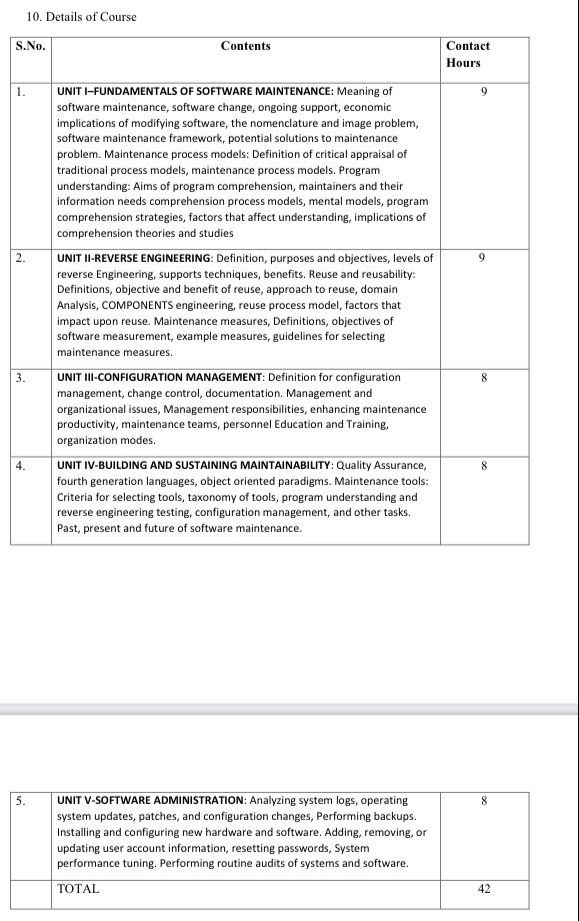 10. Details of Course
S.No.
Contents
Contact
Hours
1.
UNIT I–FUNDAMENTALS OF SOFTWARE MAINTENANCE: Meaning of
software maintenance, software change, ongoing support, economic
implications of modifying software, the nomenclature and image problem,
software maintenance framework, potential solutions to maintenance
problem. Maintenance process models: Definition of critical appraisal of
traditional process models, maintenance process models. Program
understanding: Aims of program comprehension, maintainers and their
information needs comprehension process models, mental models, program
comprehension strategies, factors that affect understanding, implications of
comprehension theories and studies
9
2.
UNIT II-REVERSE ENGINEERING: Definition, purposes and objectives, levels of
reverse Engineering, supports techniques, benefits. Reuse and reusability:
Definitions, objective and benefit of reuse, approach to reuse, domain
Analysis, COMPONENTS engineering, reuse process model, factors that
impact upon reuse. Maintenance measures, Definitions, objectives of
software measurement, example measures, guidelines for selecting
maintenance measures.
9
3.
UNIT III-CONFIGURATION MANAGEMENT: Definition for configuration
management, change control, documentation. Management and
organizational issues, Management responsibilities, enhancing maintenance
productivity, maintenance teams, personnel Education and Training,
organization modes.
8
4.
UNIT IV-BUILDING AND SUSTAINING MAINTAINABILITY: Quality Assurance,
fourth generation languages, object oriented paradigms. Maintenance tools:
Criteria for selecting tools, taxonomy of tools, program understanding and
reverse engineering testing, configuration management, and other tasks.
Past, present and future of software maintenance.
8
5.
UNIT V-SOFTWARE ADMINISTRATION: Analyzing system logs, operating
system updates, patches, and configuration changes, Performing backups.
Installing and configuring new hardware and software. Adding, removing, or
updating user account information, resetting passwords, System
performance tuning. Performing routine audits of systems and software.
8
TOTAL
42